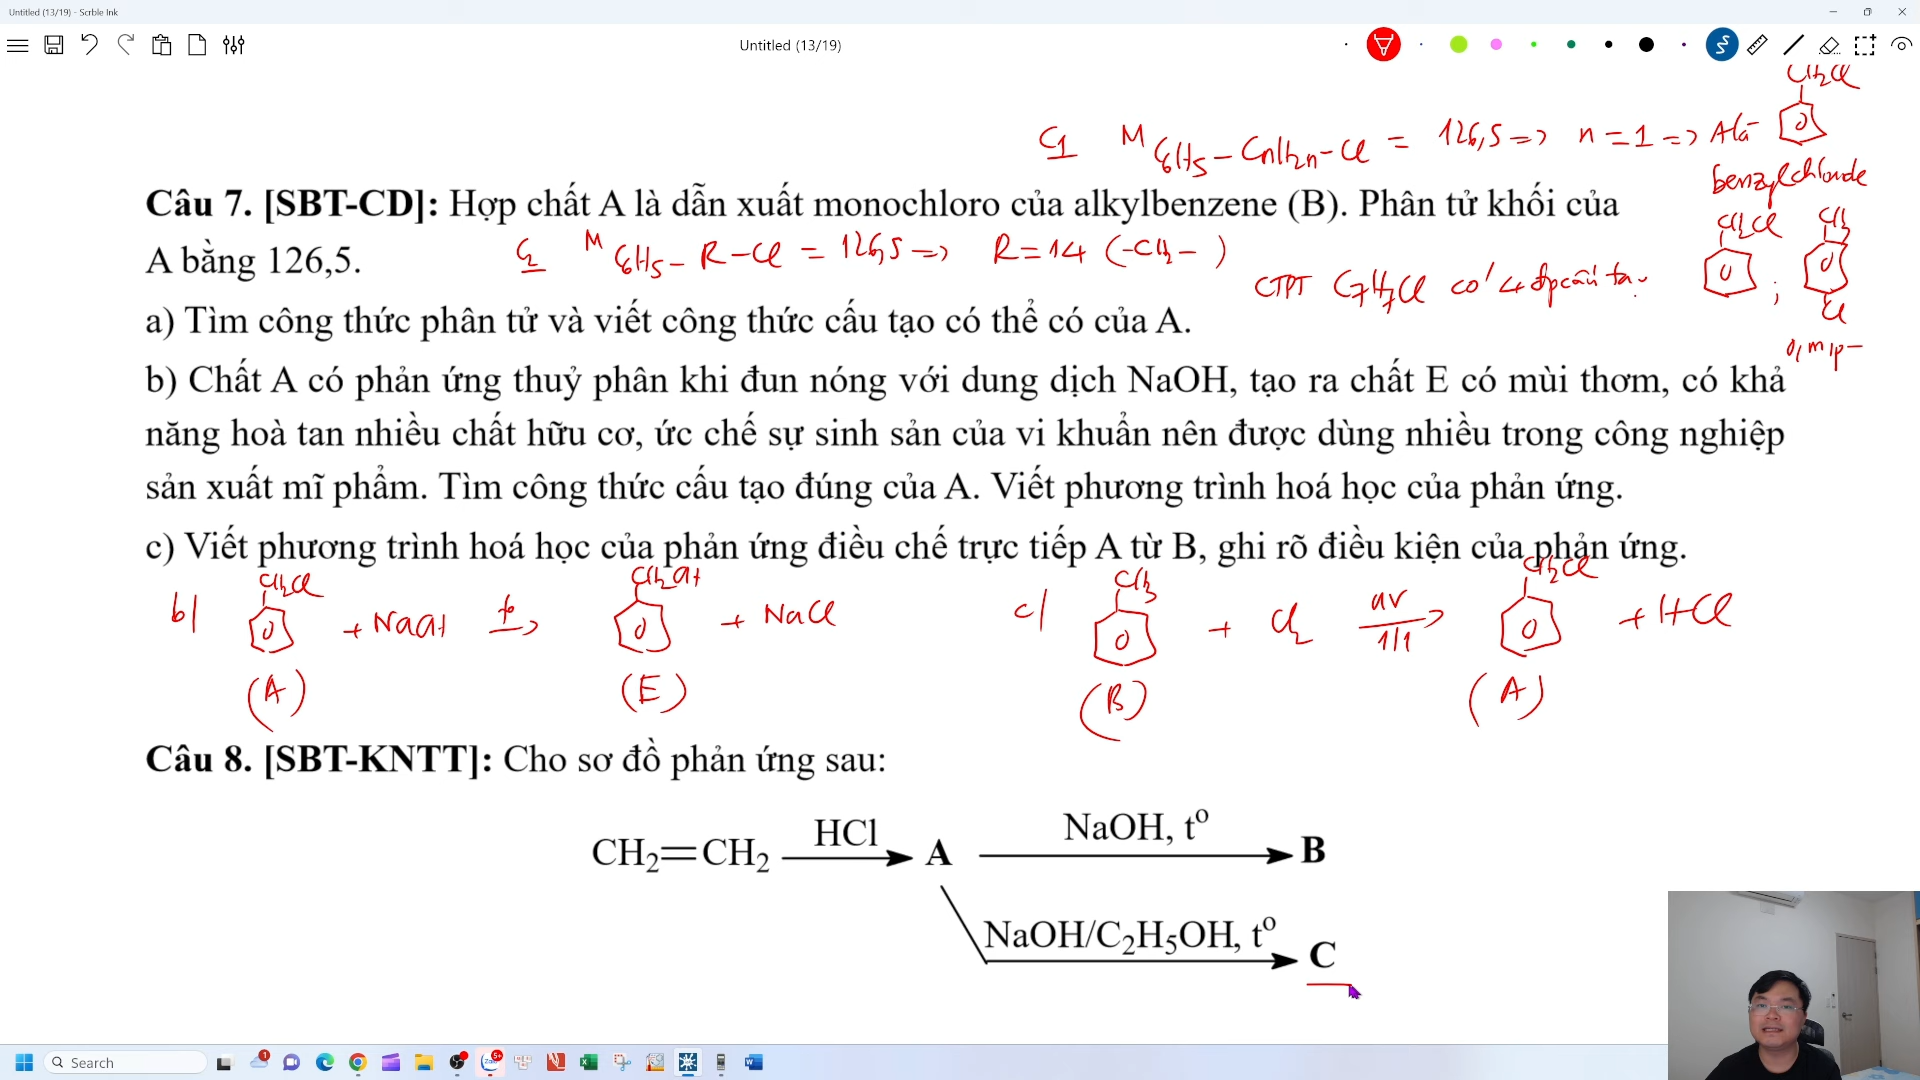 Untitled (13/19) - Scrble Ink
Untitled (13/19)
CH2Cl
C1 M C6H5 - CnH2n - Cl = 126,5 => n = 1 => A là
benzylchloride
Câu 7. [SBT-CD]: Hợp chất A là dẫn xuất monochloro của alkylbenzene (B). Phân tử khối của
A bằng 126,5.
C2 M C6H5 - R - Cl = 126,5 => R = 14 (-CH2-)
CTPT C7H7Cl có 4 đp cấu tạo
CH2Cl ; CH3
Cl
o, m, p -
a) Tìm công thức phân tử và viết công thức cấu tạo có thể có của A.
b) Chất A có phản ứng thuỷ phân khi đun nóng với dung dịch NaOH, tạo ra chất E có mùi thơm, có khả
năng hoà tan nhiều chất hữu cơ, ức chế sự sinh sản của vi khuẩn nên được dùng nhiều trong công nghiệp
sản xuất mĩ phẩm. Tìm công thức cấu tạo đúng của A. Viết phương trình hoá học của phản ứng.
c) Viết phương trình hoá học của phản ứng điều chế trực tiếp A từ B, ghi rõ điều kiện của phản ứng.
b) CH2Cl + NaOH t° CH2OH + NaCl
(A) (E)
c) CH3 + Cl2 as 1/1 CH2Cl + HCl
(B) (A)
Câu 8. [SBT-KNTT]: Cho sơ đồ phản ứng sau:
CH2=CH2 HCl A NaOH, t° B
NaOH/C2H5OH, t° C
Search